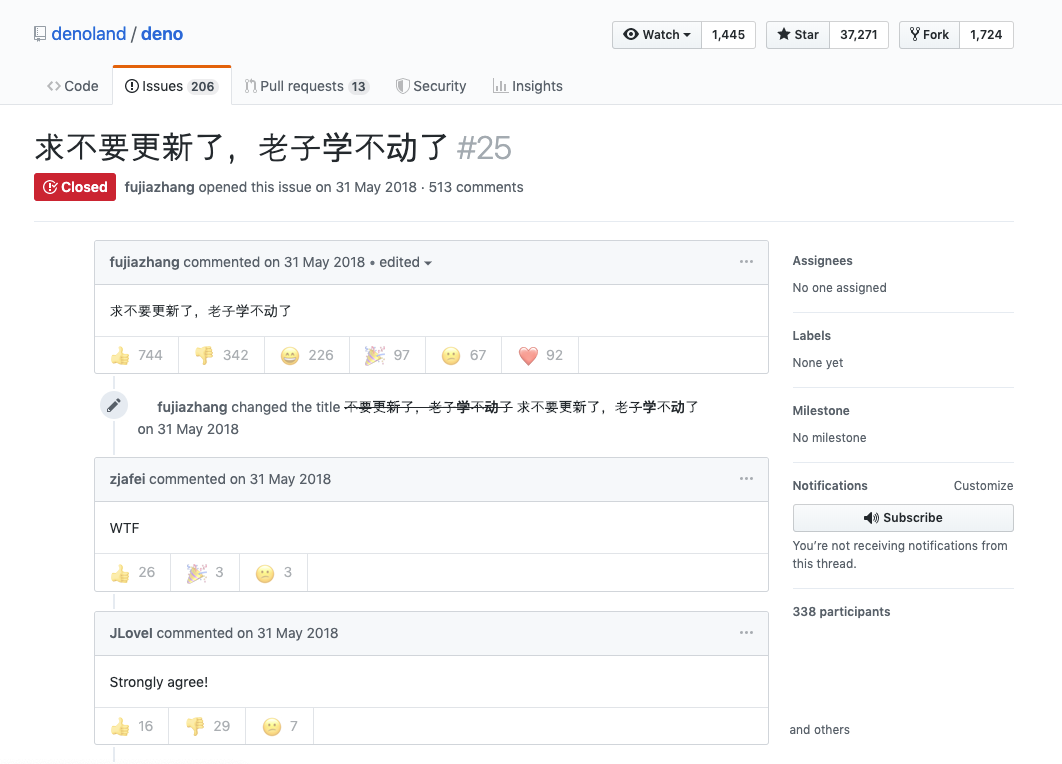 denoland / deno
Watch 1,445 Star 37,271 Fork 1,724
Code Issues 206 Pull requests 13 Security Insights
求不要更新了，老子学不动了 #25
Closed fujiazhang opened this issue on 31 May 2018 · 513 comments
fujiazhang commented on 31 May 2018 • edited
求不要更新了，老子学不动了
744 342 226 97 67 92
fujiazhang changed the title 不要更新了，老子学不动了 求不要更新了，老子学不动了
on 31 May 2018
zjafei commented on 31 May 2018
WTF
26 3 3
JLovel commented on 31 May 2018
Strongly agree!
16 29 7
Assignees
No one assigned
Labels
None yet
Milestone
No milestone
Notifications Customize
Subscribe
You’re not receiving notifications from
this thread.
338 participants
and others